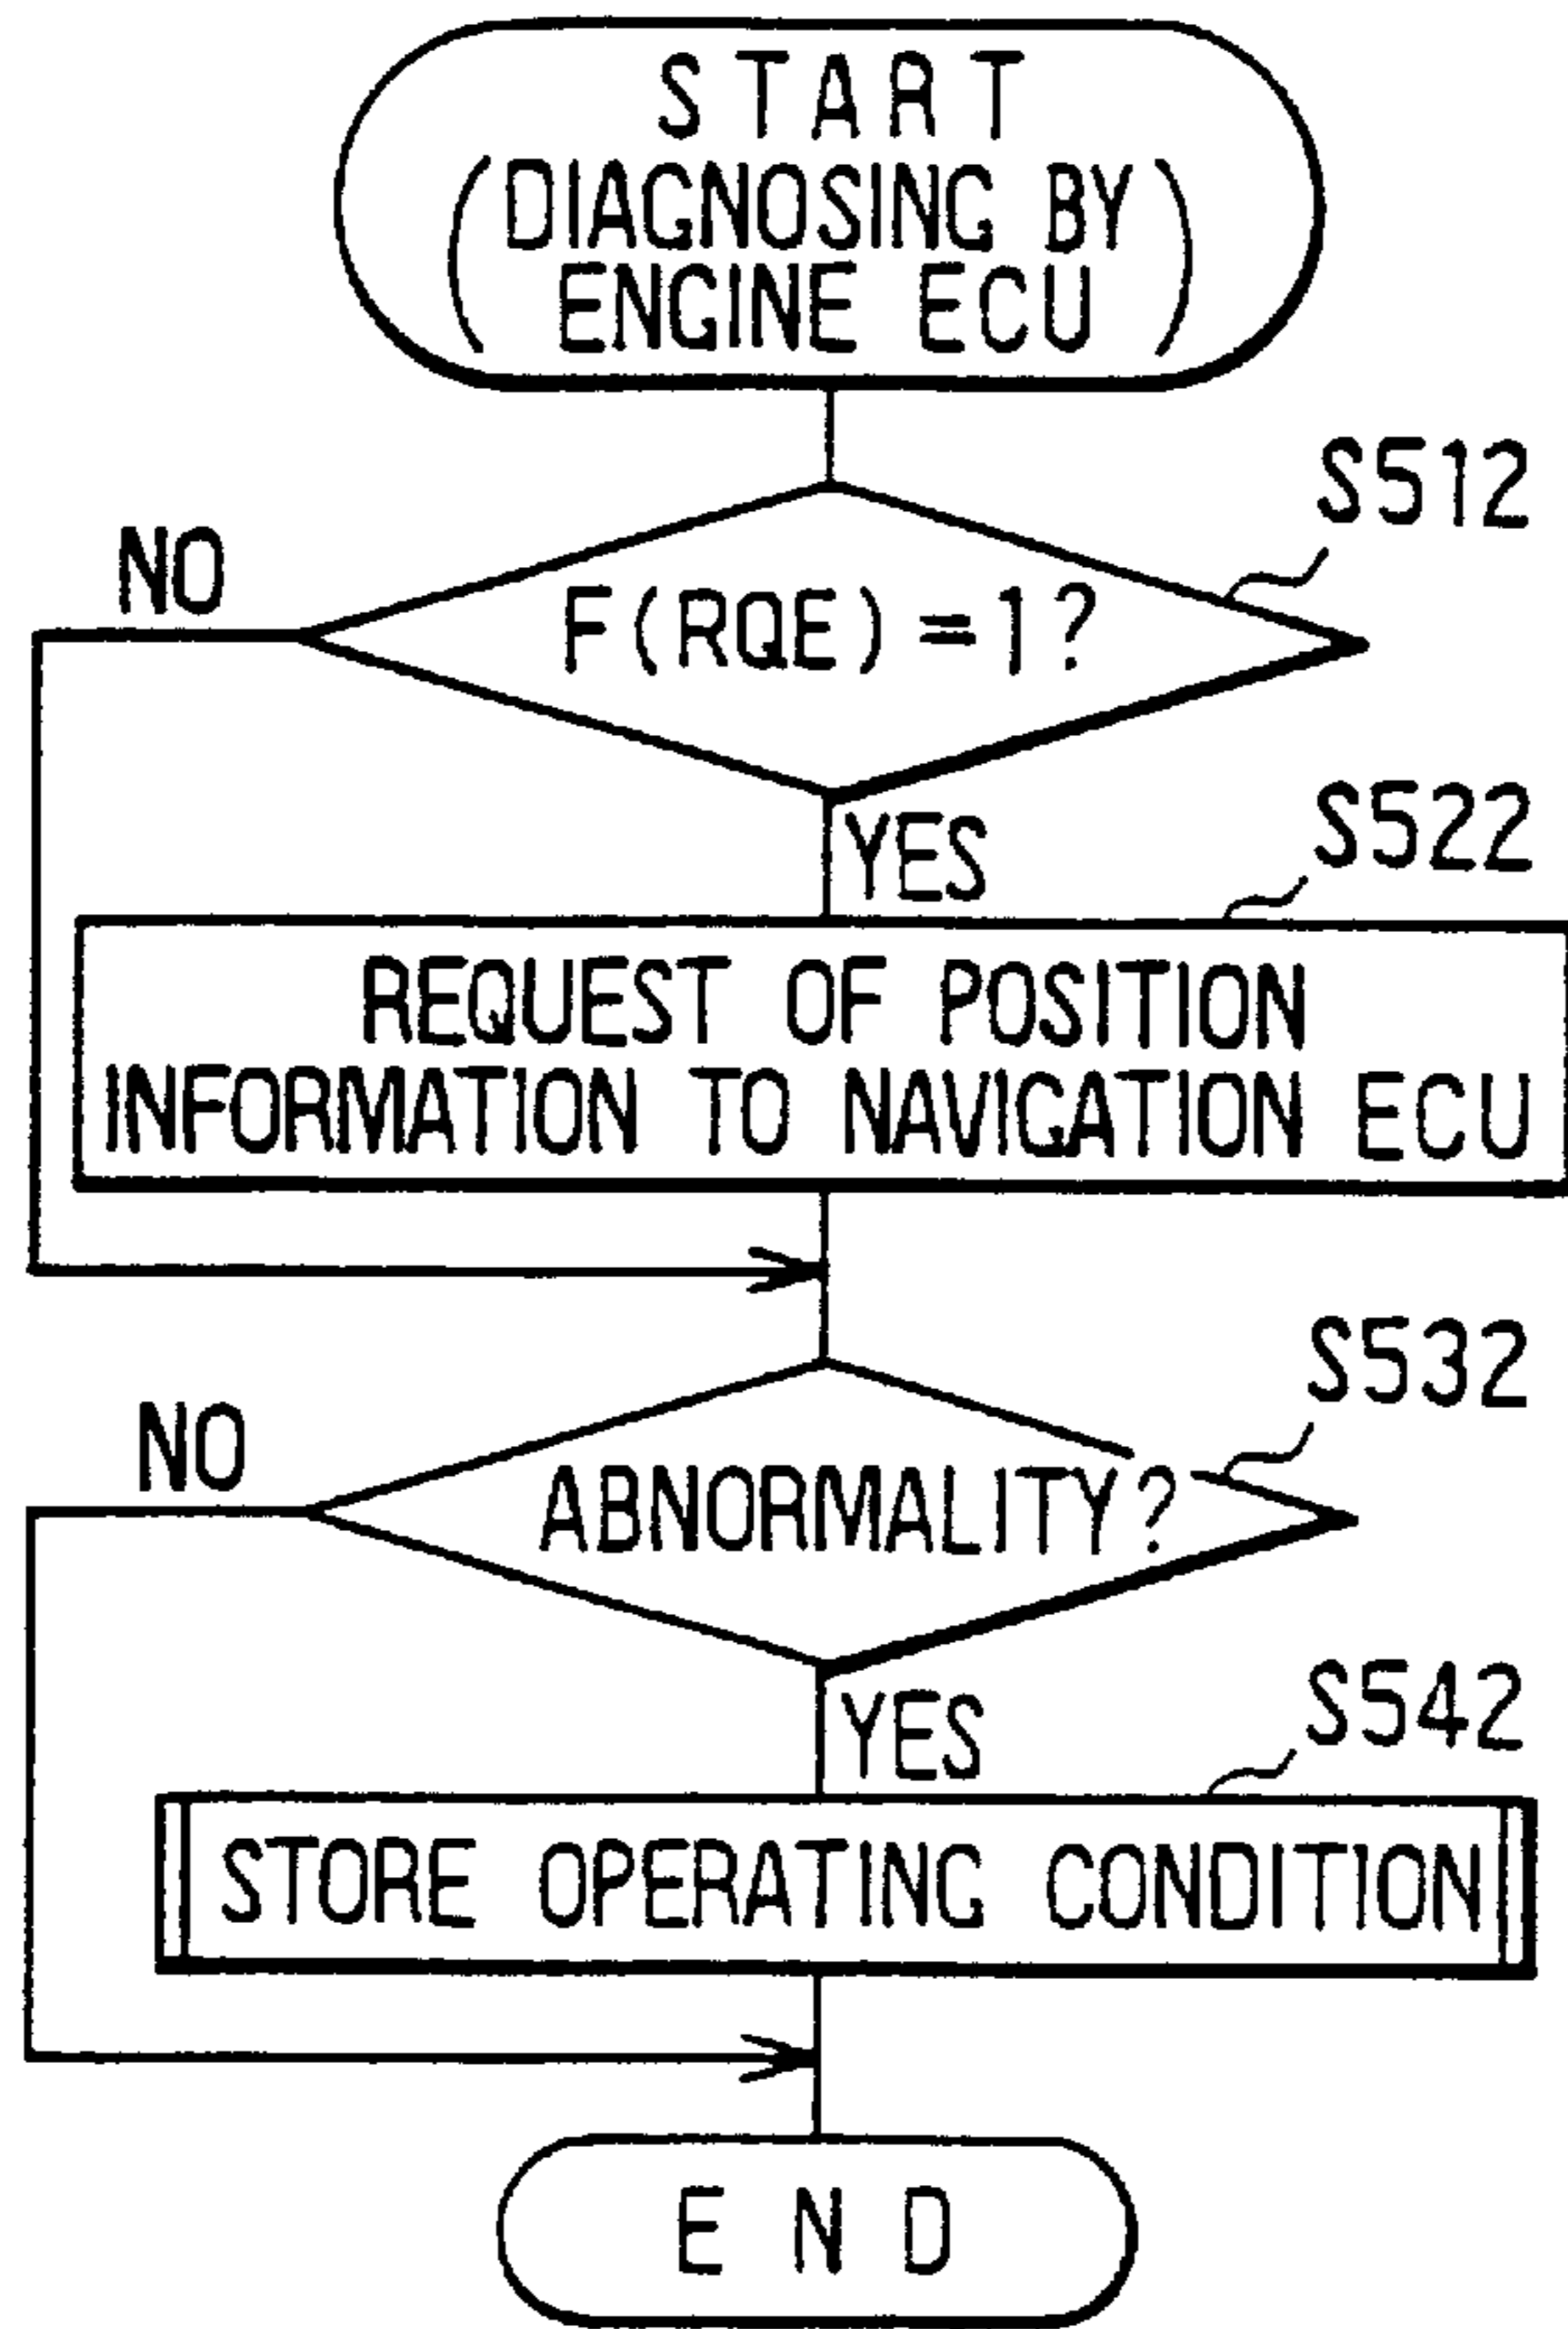 START
(DIAGNOSING BY
ENGINE ECU)
S512
NO
F(RQE)=1?
YES
S522
REQUEST OF POSITION
INFORMATION TO NAVIGATION ECU
S532
NO
ABNORMALITY?
YES
S542
STORE OPERATING CONDITION
END